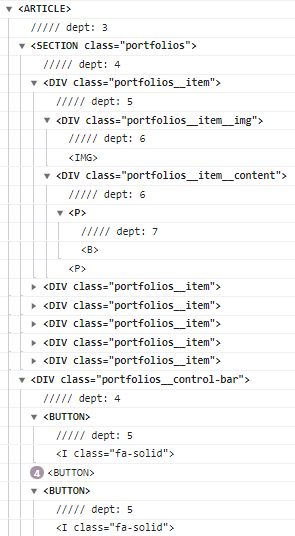 ▼ <ARTICLE>
///// dept: 3
▼ <SECTION class="portfolios">
///// dept: 4
▼ <DIV class="portfolios__item">
///// dept: 5
▼ <DIV class="portfolios__item__img">
///// dept: 6
<IMG>
▼ <DIV class="portfolios__item__content">
///// dept: 6
▼ <P>
///// dept: 7
<B>
<P>
▶ <DIV class="portfolios__item">
▶ <DIV class="portfolios__item">
▶ <DIV class="portfolios__item">
▶ <DIV class="portfolios__item">
▶ <DIV class="portfolios__item">
▼ <DIV class="portfolios__control-bar">
///// dept: 4
▼ <BUTTON>
///// dept: 5
<I class="fa-solid">
4 <BUTTON>
▼ <BUTTON>
///// dept: 5
<I class="fa-solid">